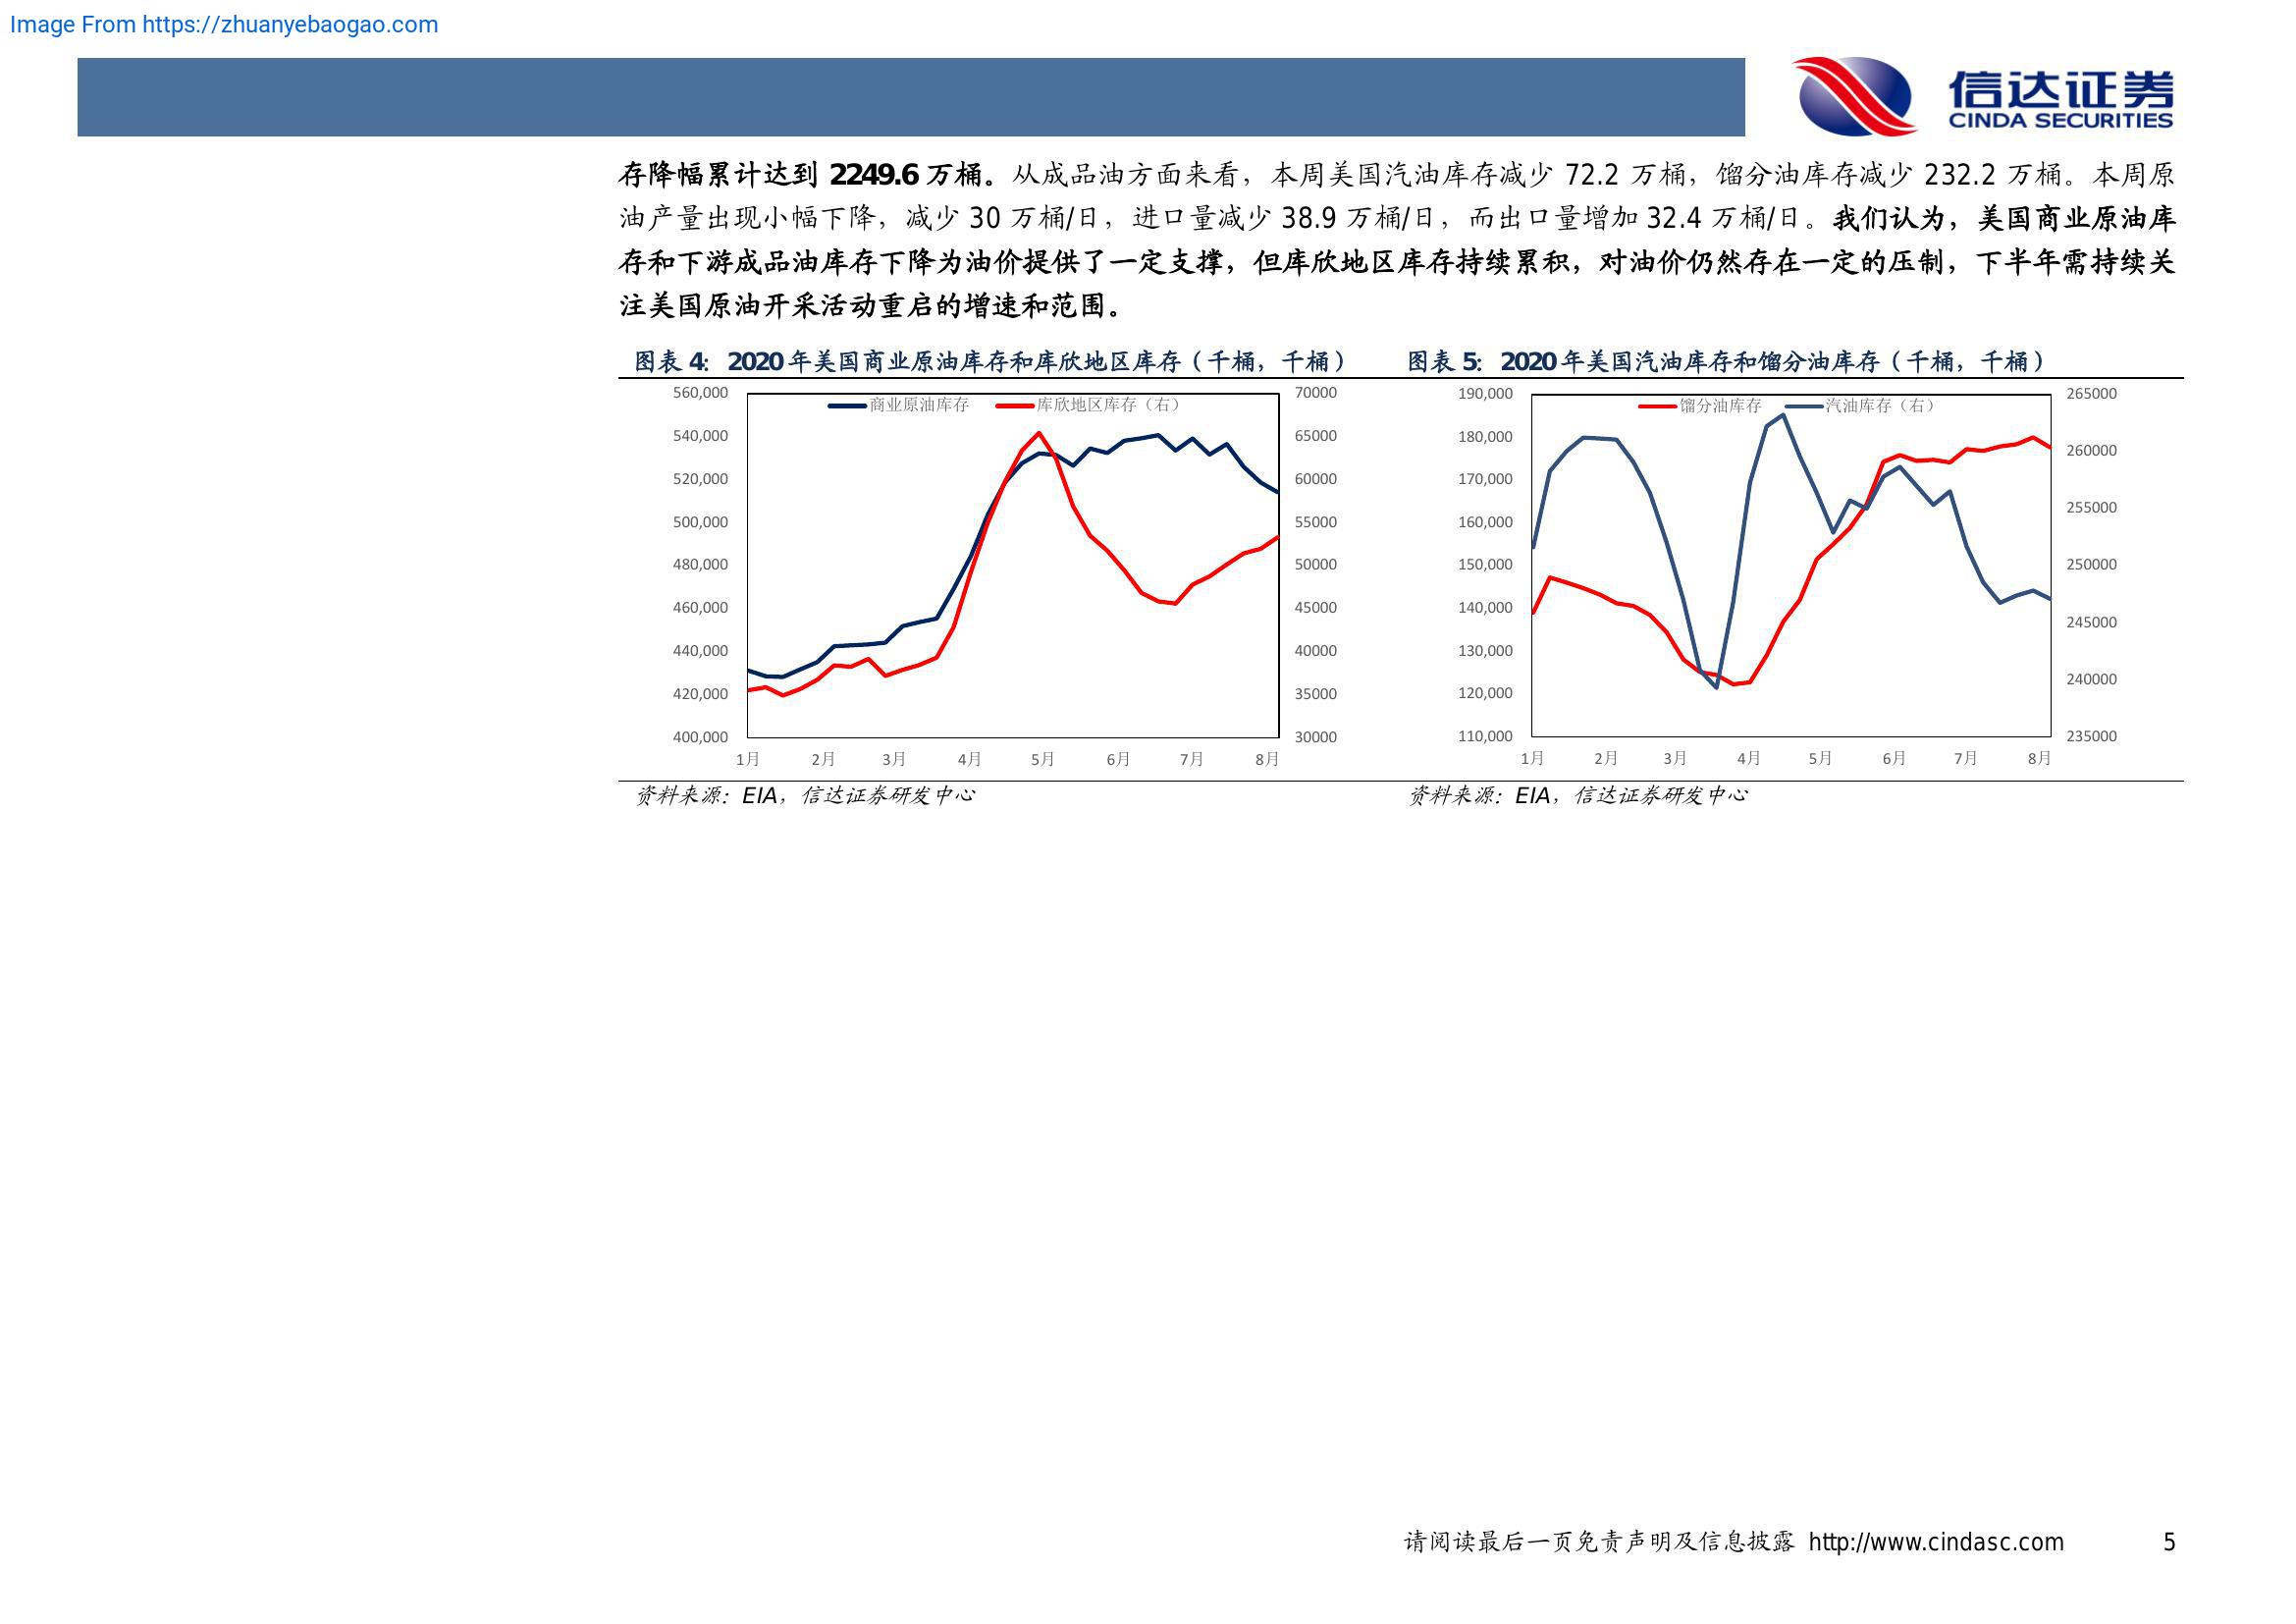 Image From https://zhuanyebaogao.com
信达证券
CINDA SECURITIES
存降幅累计达到 2249.6 万桶。从成品油方面来看，本周美国汽油库存减少 72.2 万桶，馏分油库存减少 232.2 万桶。本周原
油产量出现小幅下降，减少 30 万桶/日，进口量减少 38.9 万桶/日，而出口量增加 32.4 万桶/日。我们认为，美国商业原油库
存和下游成品油库存下降为油价提供了一定支撑，但库欣地区库存持续累积，对油价仍然存在一定的压制，下半年需持续关
注美国原油开采活动重启的增速和范围。
图表 4: 2020 年美国商业原油库存和库欣地区库存（千桶，千桶）
商业原油库存 库欣地区库存（右）
560,000
540,000
520,000
500,000
480,000
460,000
440,000
420,000
400,000
70000
65000
60000
55000
50000
45000
40000
35000
30000
1月 2月 3月 4月 5月 6月 7月 8月
资料来源: EIA，信达证券研发中心
图表 5: 2020 年美国汽油库存和馏分油库存（千桶，千桶）
馏分油库存 汽油库存（右）
190,000
180,000
170,000
160,000
150,000
140,000
130,000
120,000
110,000
265000
260000
255000
250000
245000
240000
235000
1月 2月 3月 4月 5月 6月 7月 8月
资料来源: EIA，信达证券研发中心
请阅读最后一页免责声明及信息披露 http://www.cindasc.com 5